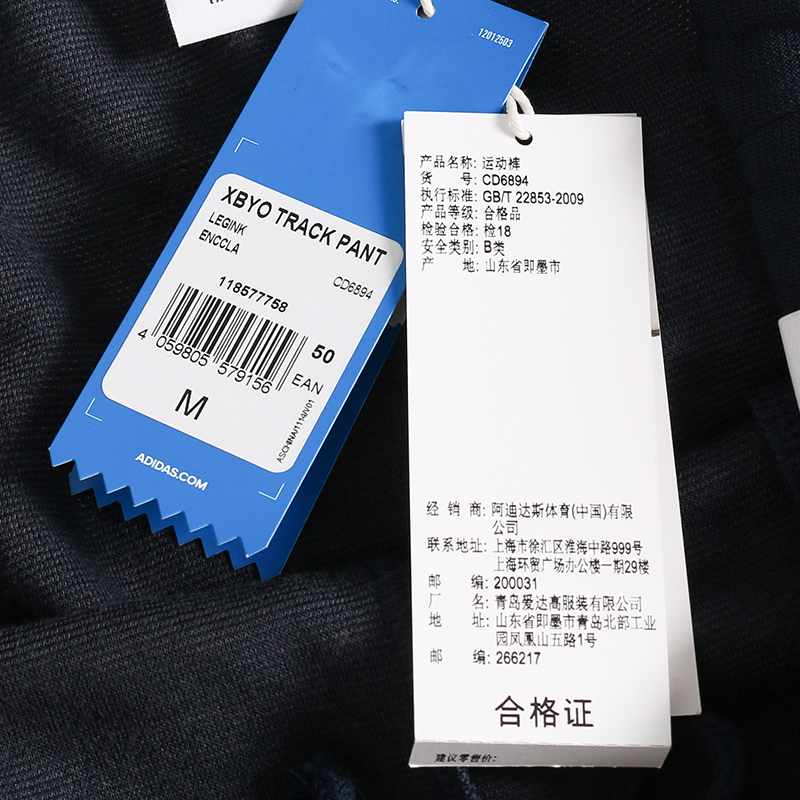 12012503
XBYO TRACK PANT
LEGINK
ENCCLA
CD6894
118577758
50
4 059805 579156
EAN
M
ASCHINA/1114/V01
ADIDAS.COM
产品名称: 运动裤
货 号: CD6894
执行标准: GB/T 22853-2009
产品等级: 合格品
检验合格: 检18
安全类别: B类
产 地: 山东省即墨市
经 销 商: 阿迪达斯体育(中国)有限
公司
联系地址: 上海市徐汇区淮海中路999号
上海环贸广场办公楼一期29楼
邮 编: 200031
厂 名: 青岛爱达高服装有限公司
地 址: 山东省即墨市青岛北部工业
园凤凰山五路1号
邮 编: 266217
合格证
建议零售价: